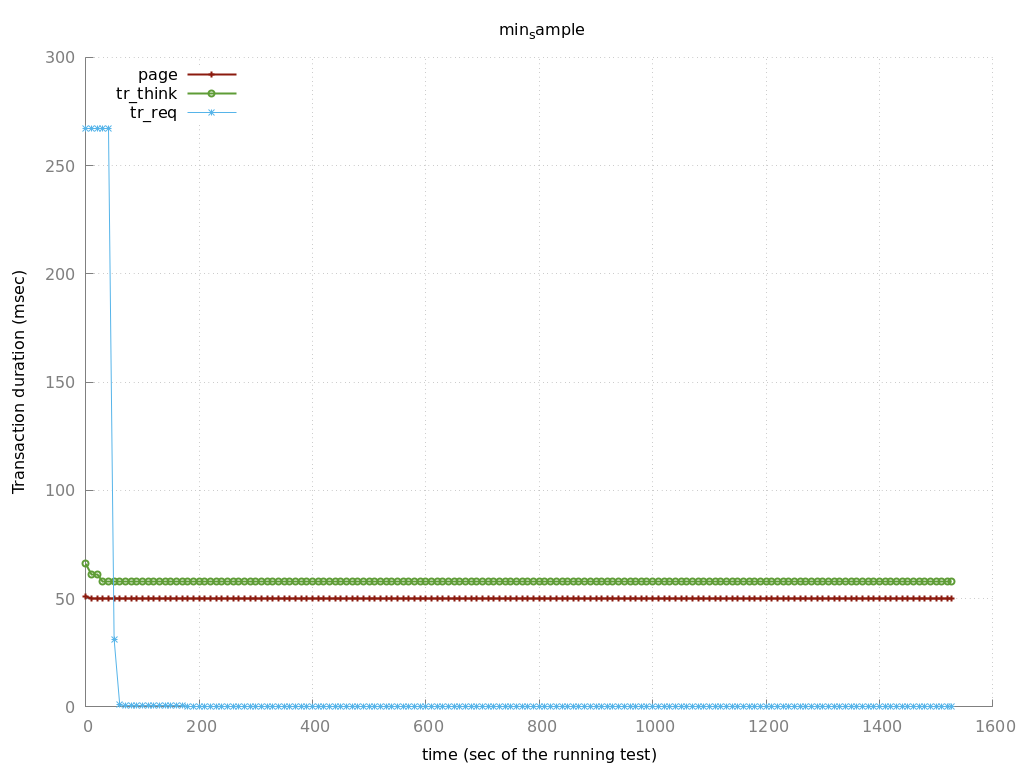 min_sample
300
page
tr_think
tr_req
250
200
150
100
50
0
Transaction duration (msec)
0 200 400 600 800 1000 1200 1400 1600
time (sec of the running test)